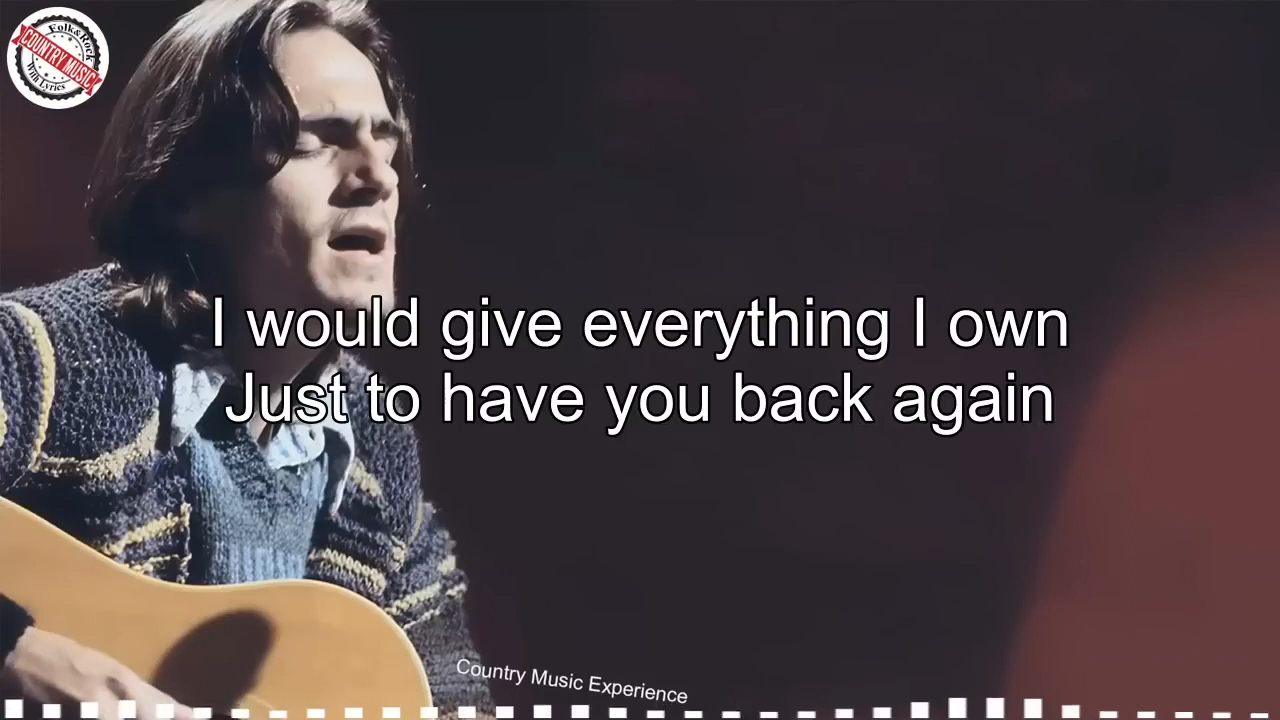 Folk&Rock
COUNTRY MUSIC
With Lyrics
I would give everything I own
Just to have you back again
Country Music Experience